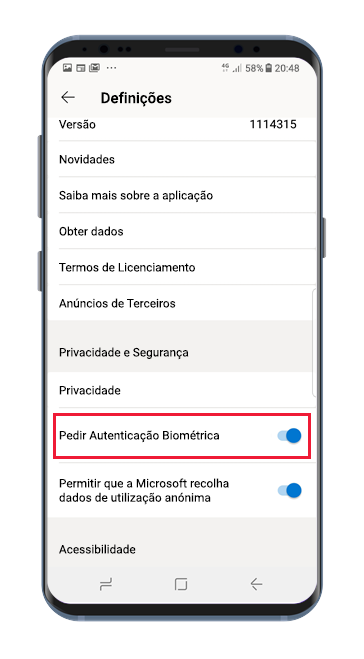 4G 58% 20:48
Definições
Versão 1114315
Novidades
Saiba mais sobre a aplicação
Obter dados
Termos de Licenciamento
Anúncios de Terceiros
Privacidade e Segurança
Privacidade
Pedir Autenticação Biométrica
Permitir que a Microsoft recolha
dados de utilização anónima
Acessibilidade